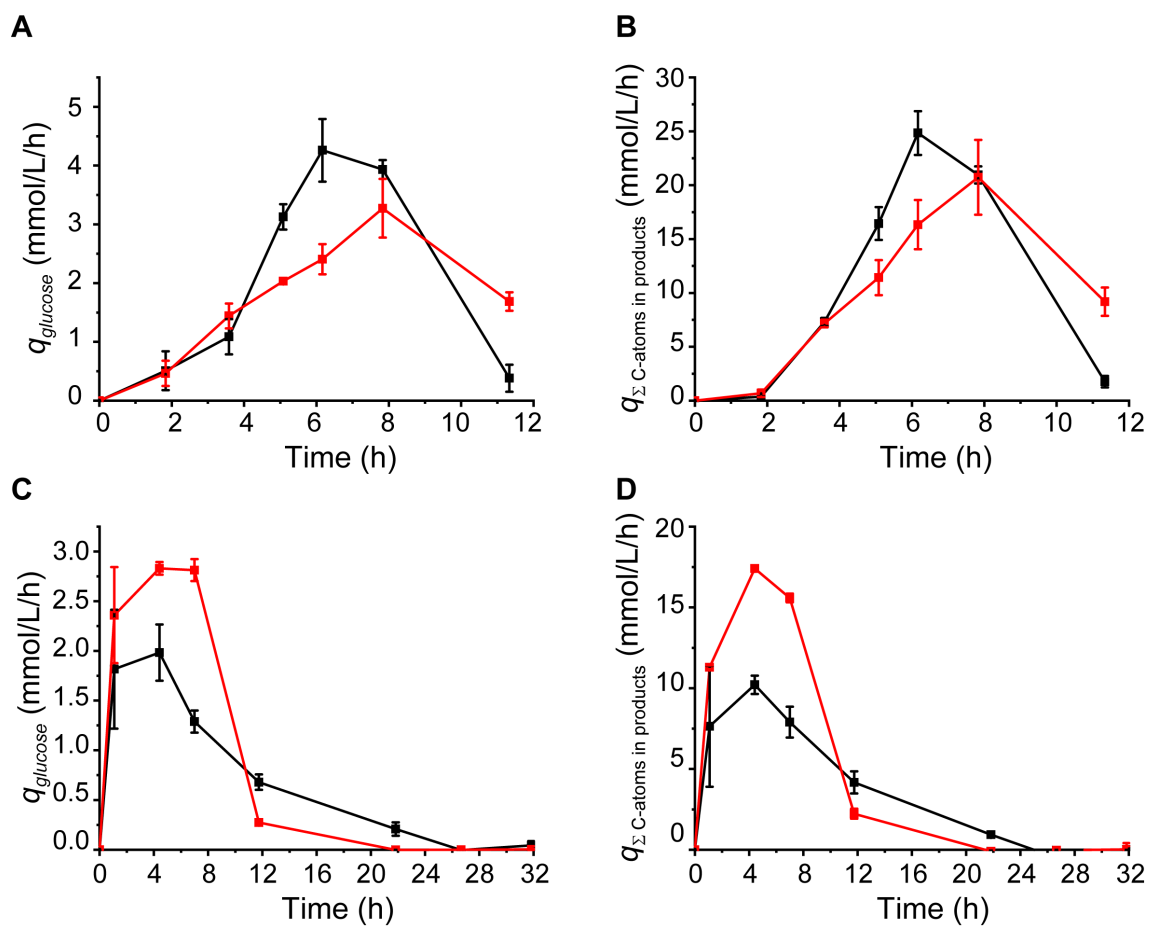 A
B
q glucose (mmol/L/h)
5
4
3
2
1
0
0 2 4 6 8 10 12
Time (h)
q Σ C-atoms in products (mmol/L/h)
30
25
20
15
10
5
0
0 2 4 6 8 10 12
Time (h)
C
D
q glucose (mmol/L/h)
3.0
2.5
2.0
1.5
1.0
0.5
0.0
0 4 8 12 16 20 24 28 32
Time (h)
q Σ C-atoms in products (mmol/L/h)
20
15
10
5
0
0 4 8 12 16 20 24 28 32
Time (h)